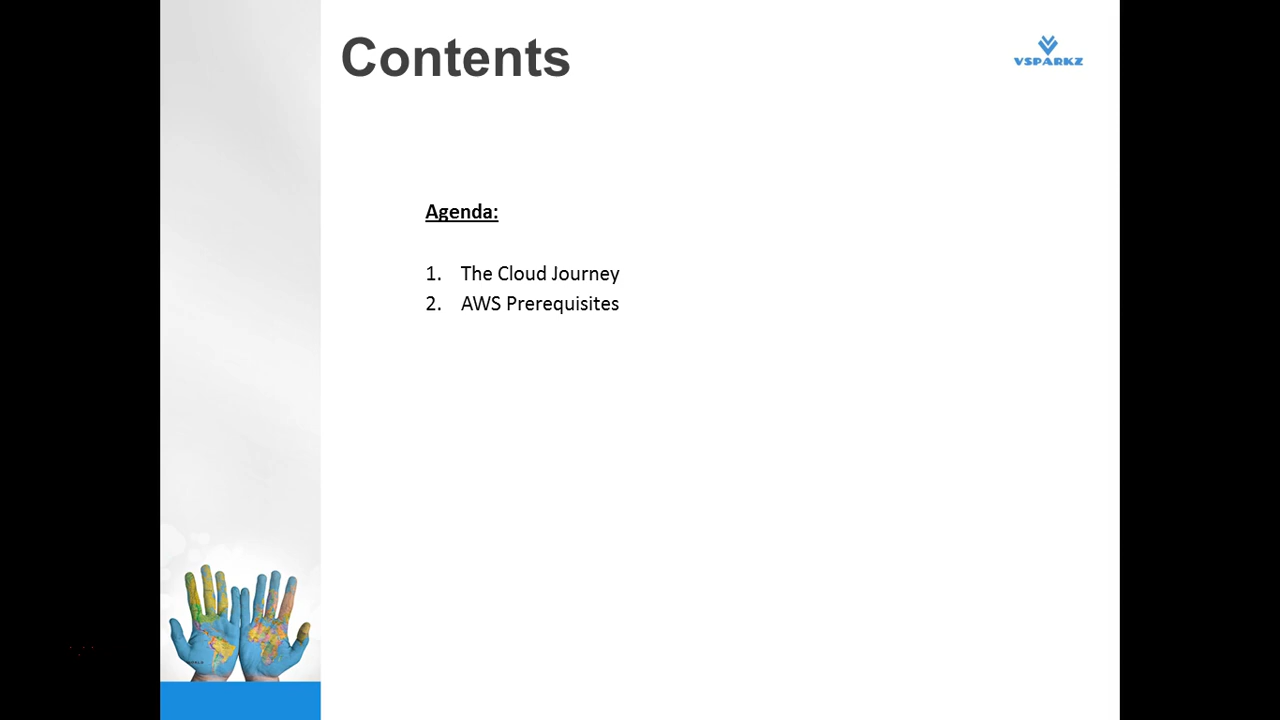 Contents
VSPARKZ
Agenda:
1. The Cloud Journey
2. AWS Prerequisites